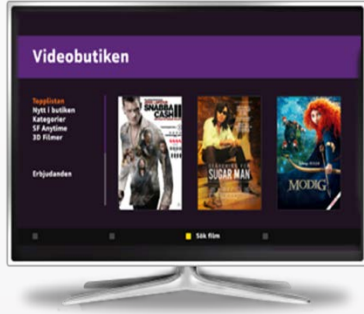 Videobutiken
Topplistan
Nytt i butiken
Kategorier
SF Anytime
3D Filmer
Erbjudanden
SNABBA
CASH II
SUGAR MAN
MODIG
Sök film